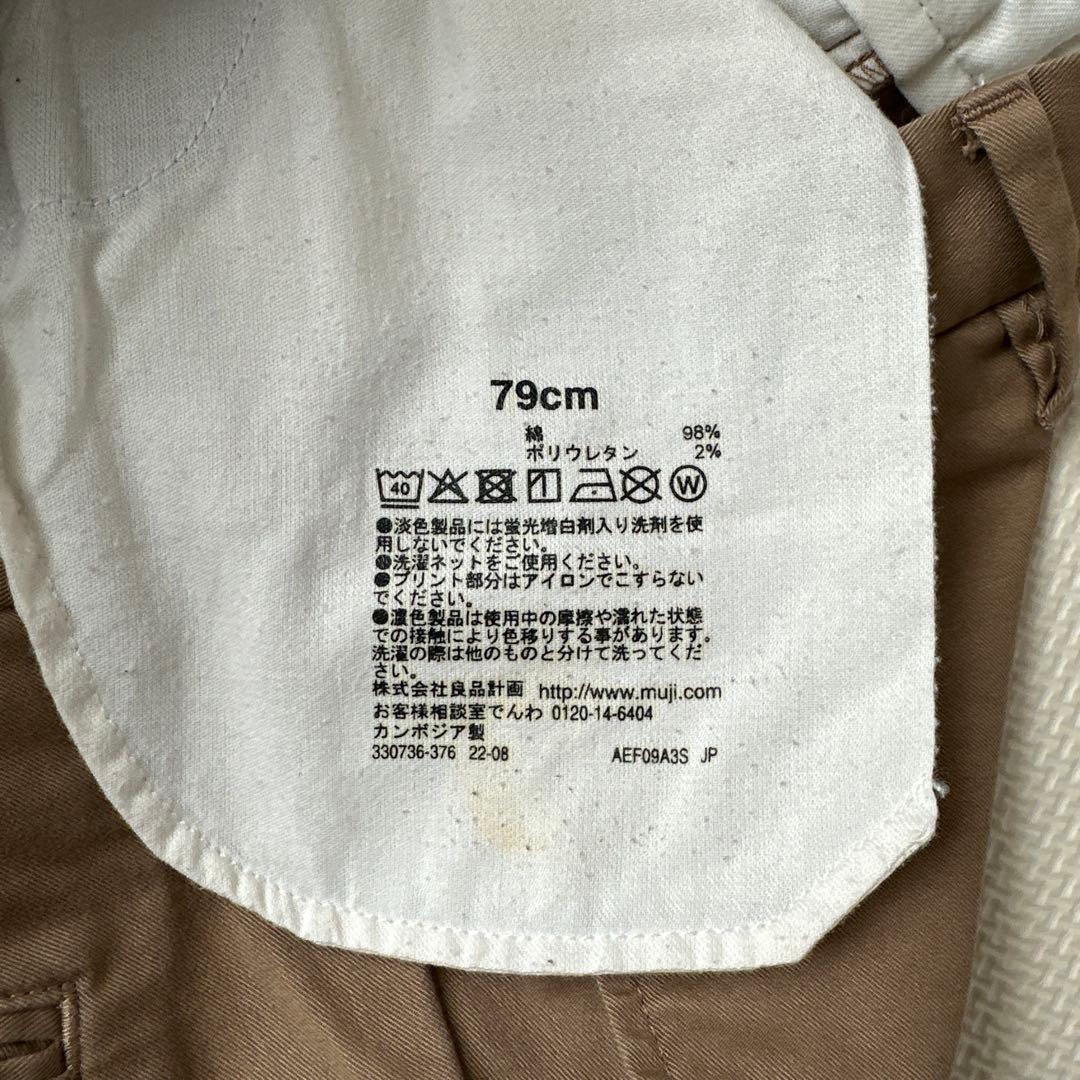 79cm
綿 98%
ポリウレタン 2%
40 W
●淡色製品には蛍光増白剤入り洗剤を使
用しないでください。
●洗濯ネットをご使用ください。
●プリント部分はアイロンでこすらない
でください。
●濃色製品は使用中の摩擦や濡れた状態
での接触により色移りする事があります。
洗濯の際は他のものと分けて洗ってくだ
さい。
株式会社良品計画 http://www.muji.com
お客様相談室でんわ 0120-14-6404
カンボジア製
330736-376 22-08 AEF09A3S JP